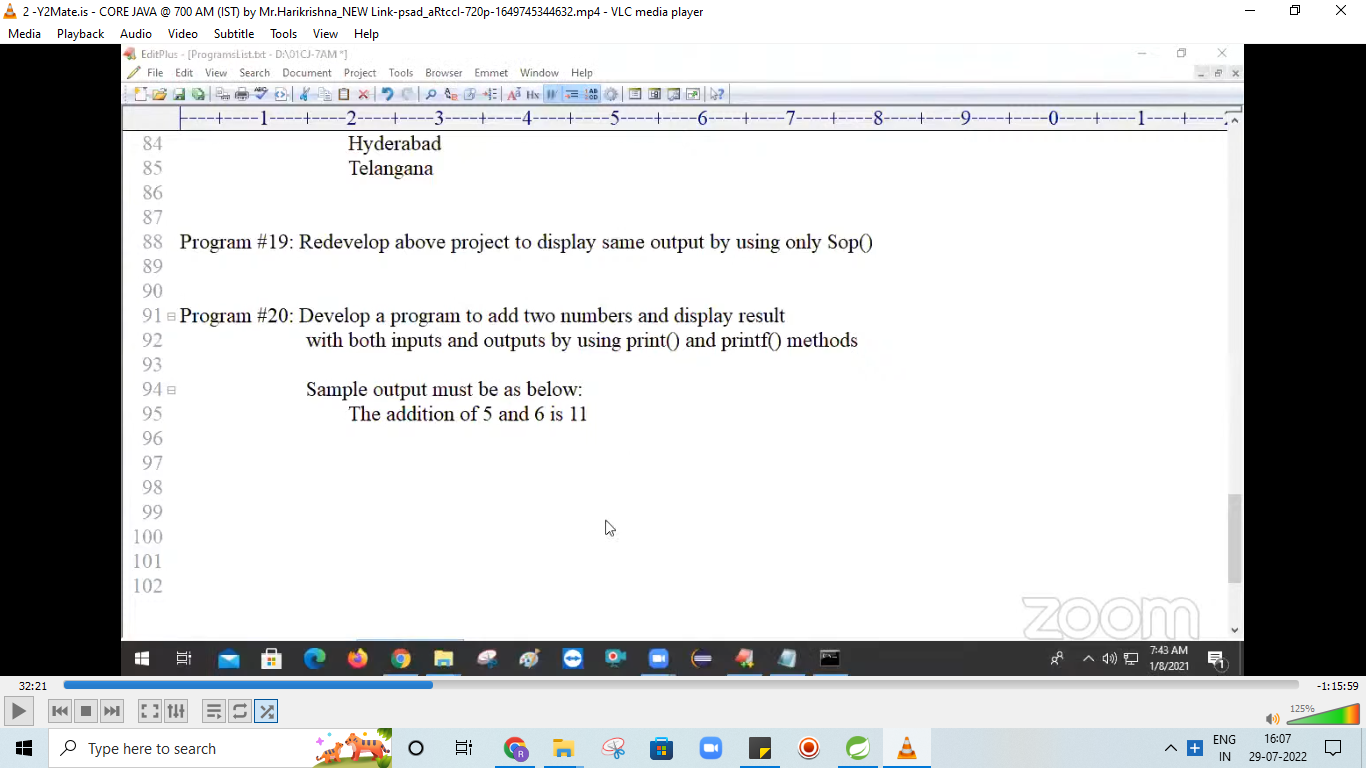 2 -Y2Mate.is - CORE JAVA @ 700 AM (IST) by Mr.Harikrishna_NEW Link-psad_aRtccI-720p-1649745344632.mp4 - VLC media player
Media Playback Audio Video Subtitle Tools View Help
EditPlus - [ProgramsList.txt - D:\01CJ-7AM *]
File Edit View Search Document Project Tools Browser Emmet Window Help
----+----1----+----2----+----3----+----4----+----5----+----6----+----7----+----8----+----9----+----0----+----1----+----
84 Hyderabad
85 Telangana
86
87
88 Program #19: Redevelop above project to display same output by using only Sop()
89
90
91 Program #20: Develop a program to add two numbers and display result
92 with both inputs and outputs by using print() and printf() methods
93
94 Sample output must be as below:
95 The addition of 5 and 6 is 11
96
97
98
99
100
101
102
zoom
7:43 AM
1/8/2021
1
32:21
-1:15:59
125%
Type here to search
R
ENG
IN
16:07
29-07-2022